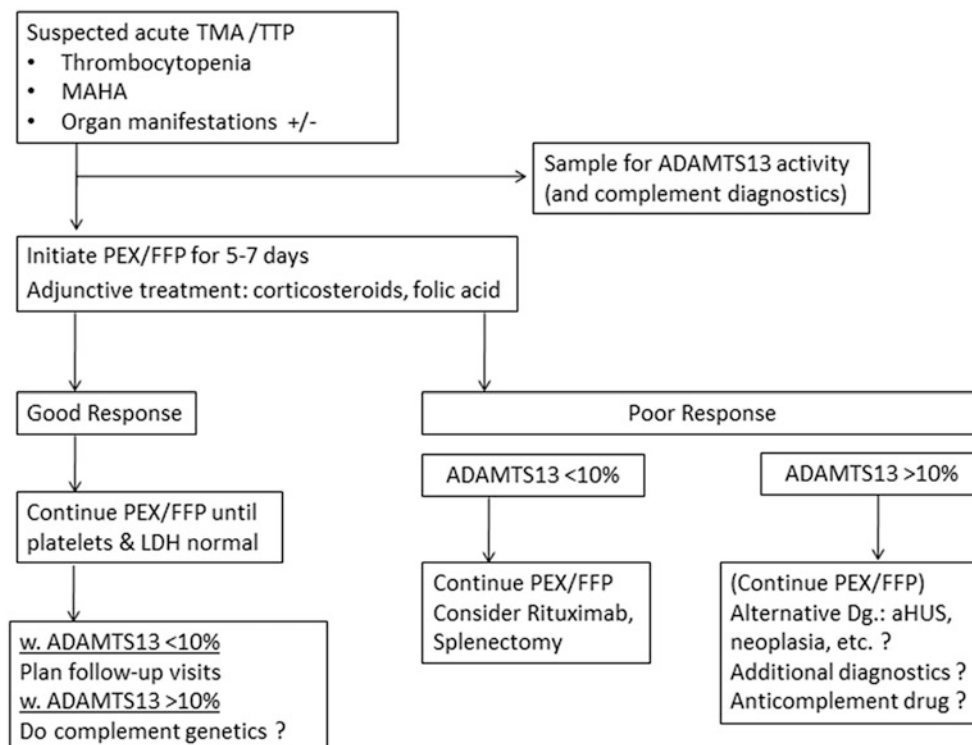 Suspected acute TMA /TTP
• Thrombocytopenia
• MAHA
• Organ manifestations +/-
Sample for ADAMTS13 activity
(and complement diagnostics)
Initiate PEX/FFP for 5-7 days
Adjunctive treatment: corticosteroids, folic acid
Good Response
Poor Response
ADAMTS13 <10%
ADAMTS13 >10%
Continue PEX/FFP until
platelets & LDH normal
Continue PEX/FFP
Consider Rituximab,
Splenectomy
(Continue PEX/FFP)
Alternative Dg.: aHUS,
neoplasia, etc. ?
Additional diagnostics ?
Anticomplement drug ?
w. ADAMTS13 <10%
Plan follow-up visits
w. ADAMTS13 >10%
Do complement genetics ?